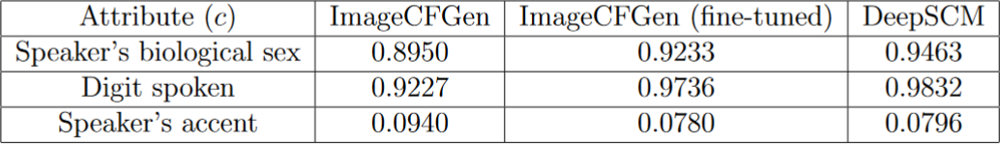 Attribute (c) ImageCFGen ImageCFGen (fine-tuned) DeepSCM
Speaker's biological sex 0.8950 0.9233 0.9463
Digit spoken 0.9227 0.9736 0.9832
Speaker's accent 0.0940 0.0780 0.0796